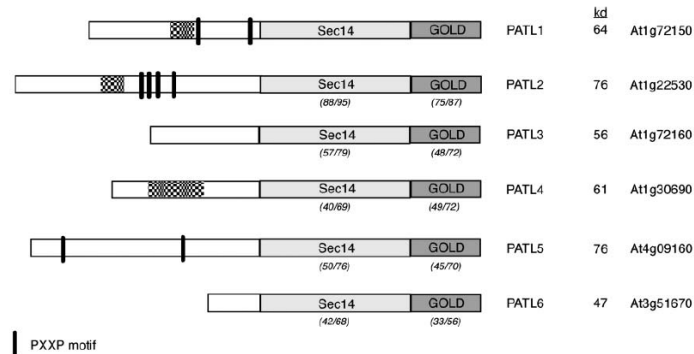 kd
Sec14 GOLD PATL1 64 At1g72150
Sec14 GOLD PATL2 76 At1g22530
(88/95) (75/87)
Sec14 GOLD PATL3 56 At1g72160
(57/79) (48/72)
Sec14 GOLD PATL4 61 At1g30690
(40/69) (49/72)
Sec14 GOLD PATL5 76 At4g09160
(50/76) (45/70)
Sec14 GOLD PATL6 47 At3g51670
(42/68) (33/56)
PXXP motif